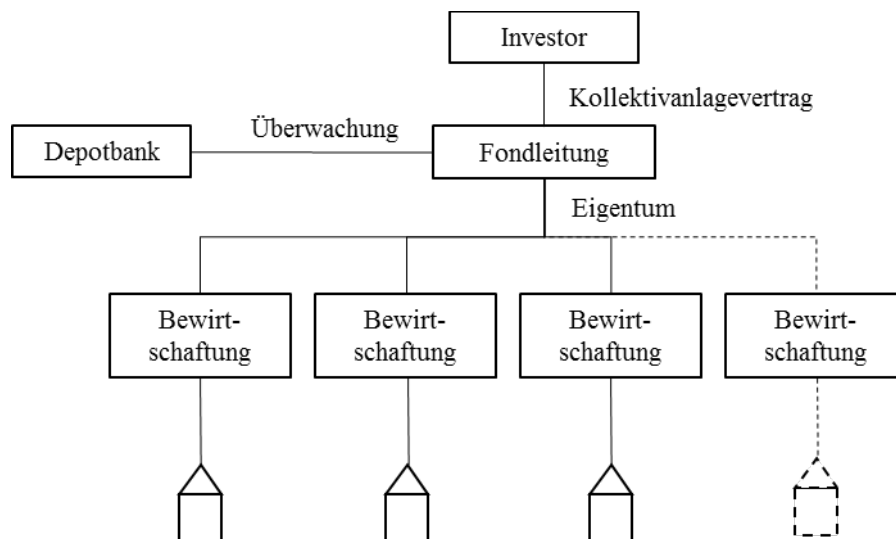 Investor
Kollektivanlagevertrag
Überwachung
Depotbank
Fondleitung
Eigentum
Bewirt-
schaftung
Bewirt-
schaftung
Bewirt-
schaftung
Bewirt-
schaftung